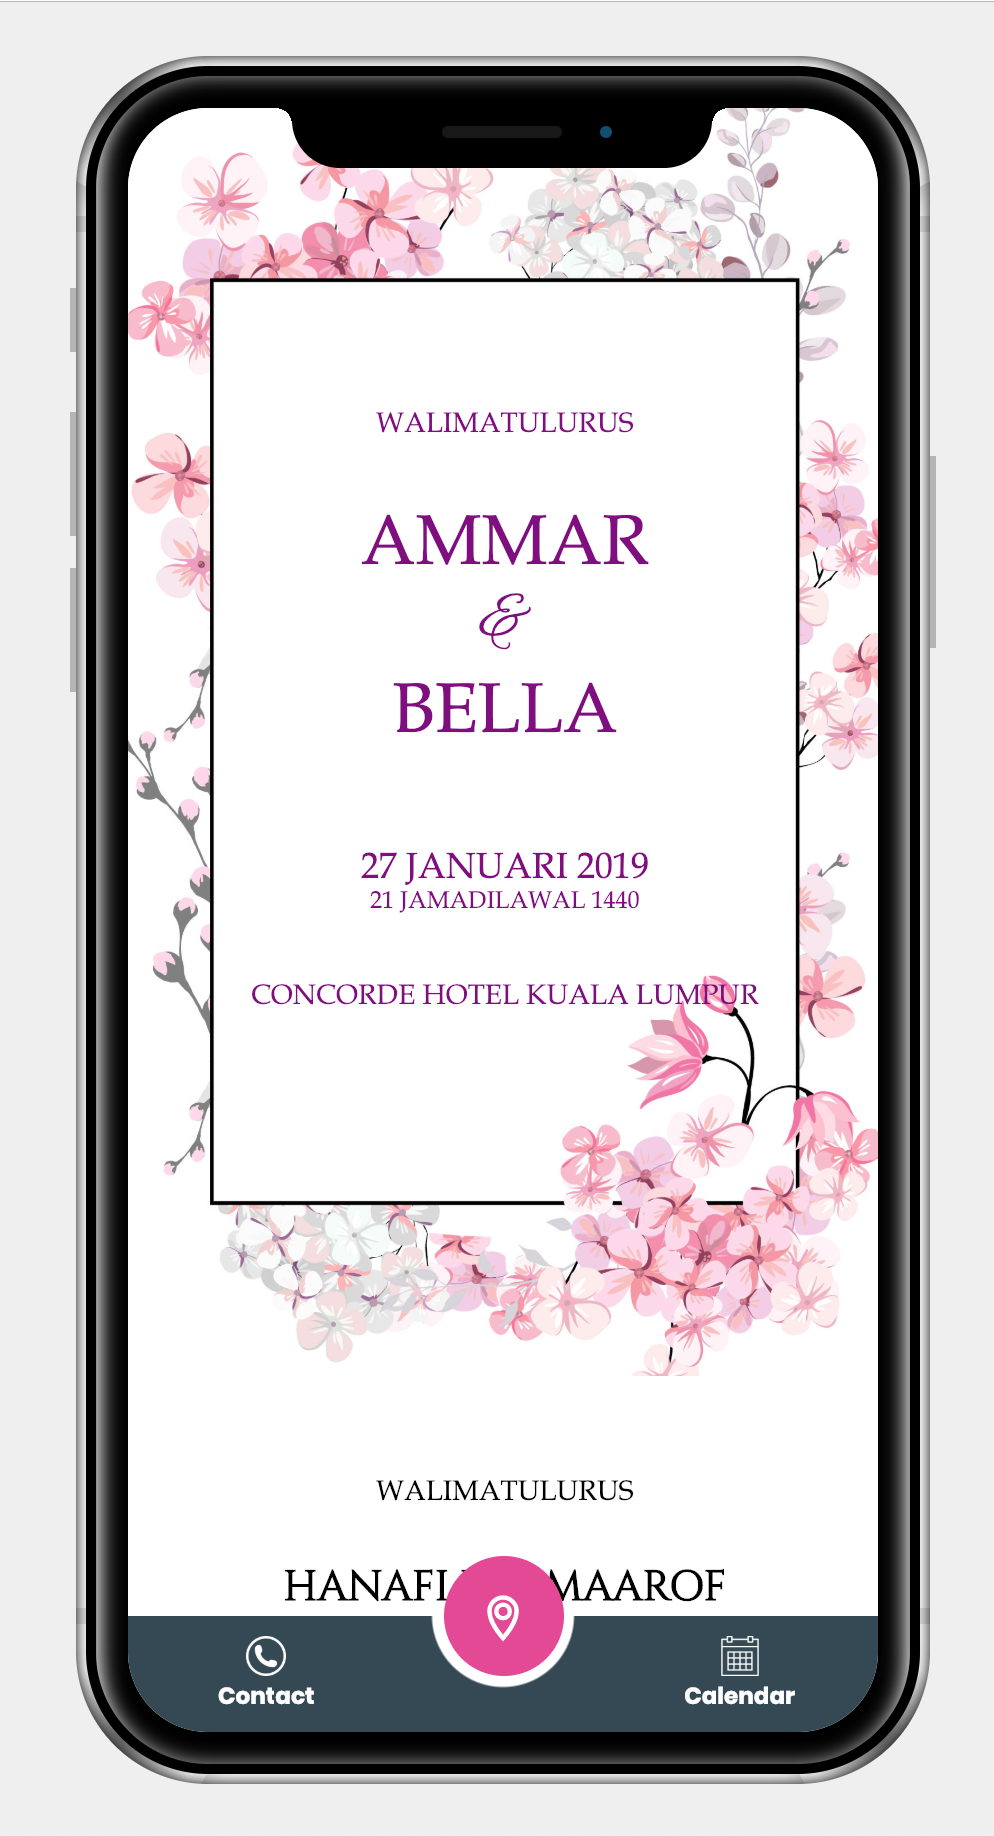 WALIMATULURUS
AMMAR
&
BELLA
27 JANUARI 2019
21 JAMADILAWAL 1440
CONCORDE HOTEL KUALA LUMPUR
WALIMATULURUS
HANAFI MAAROF
Contact
Calendar